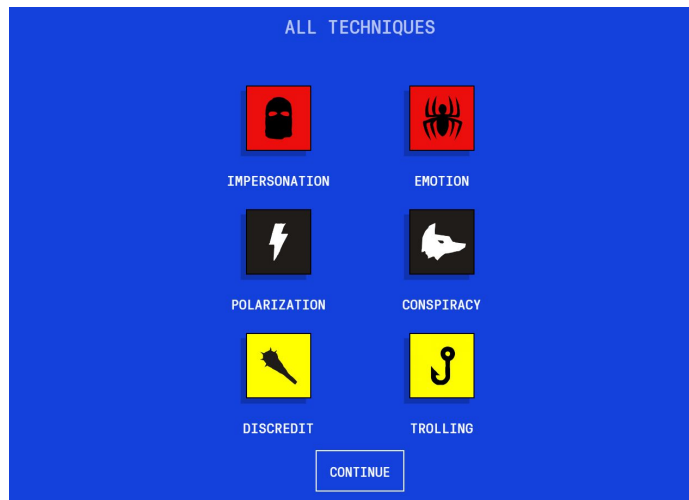 ALL TECHNIQUES
IMPERSONATION
EMOTION
POLARIZATION
CONSPIRACY
DISCREDIT
TROLLING
CONTINUE